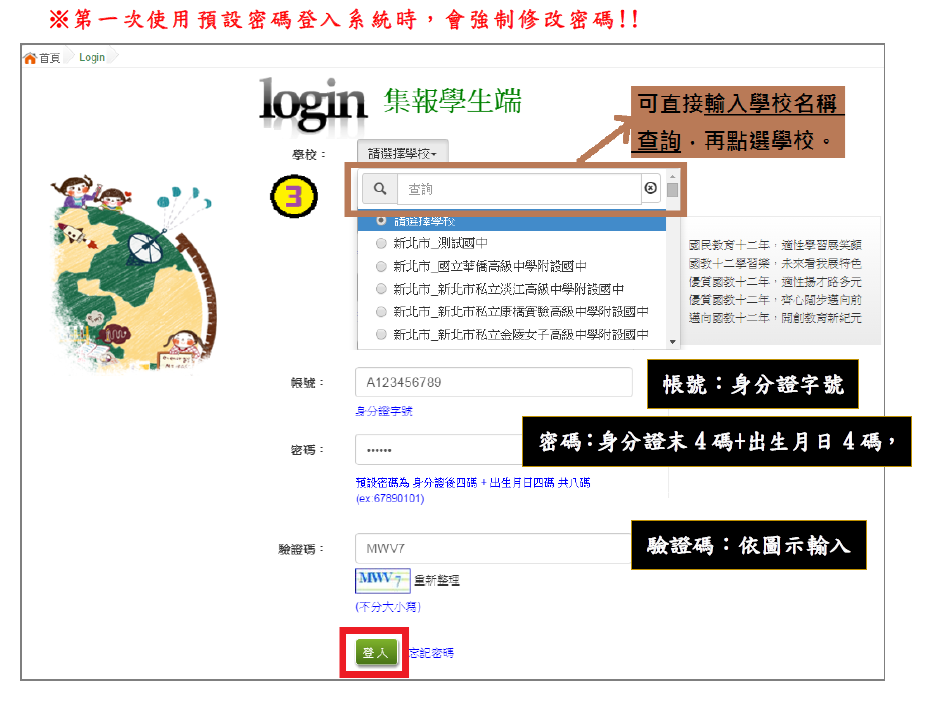 ※第一次使用預設密碼登入系統時，會強制修改密碼!!
首頁 Login
login 集報學生端
可直接輸入學校名稱
查詢．再點選學校。
學校：
請選擇學校
3
查詢
請選擇學校
新北市_測試國中
新北市_國立華僑高級中學附設國中
新北市_新北市私立淡江高級中學附設國中
新北市_新北市私立康橋實驗高級中學附設國中
新北市_新北市私立金陵女子高級中學附設國中
國民教育十二年，適性學習展笑顏
國教十二學習樂，未來看我展特色
優質國教十二年，適性揚才路多元
優質國教十二年，齊心闊步邁向前
邁向國教十二年，開創教育新紀元
帳號：
A123456789
帳號：身分證字號
身分證字號
密碼：
••••••
密碼:身分證末 4 碼+出生月日 4 碼，
預設密碼為 身分證後四碼 + 出生月日四碼 共八碼
(ex:67890101)
驗證碼：
MWV7
驗證碼：依圖示輸入
MWV 7 重新整理
(不分大小寫)
登入 忘記密碼